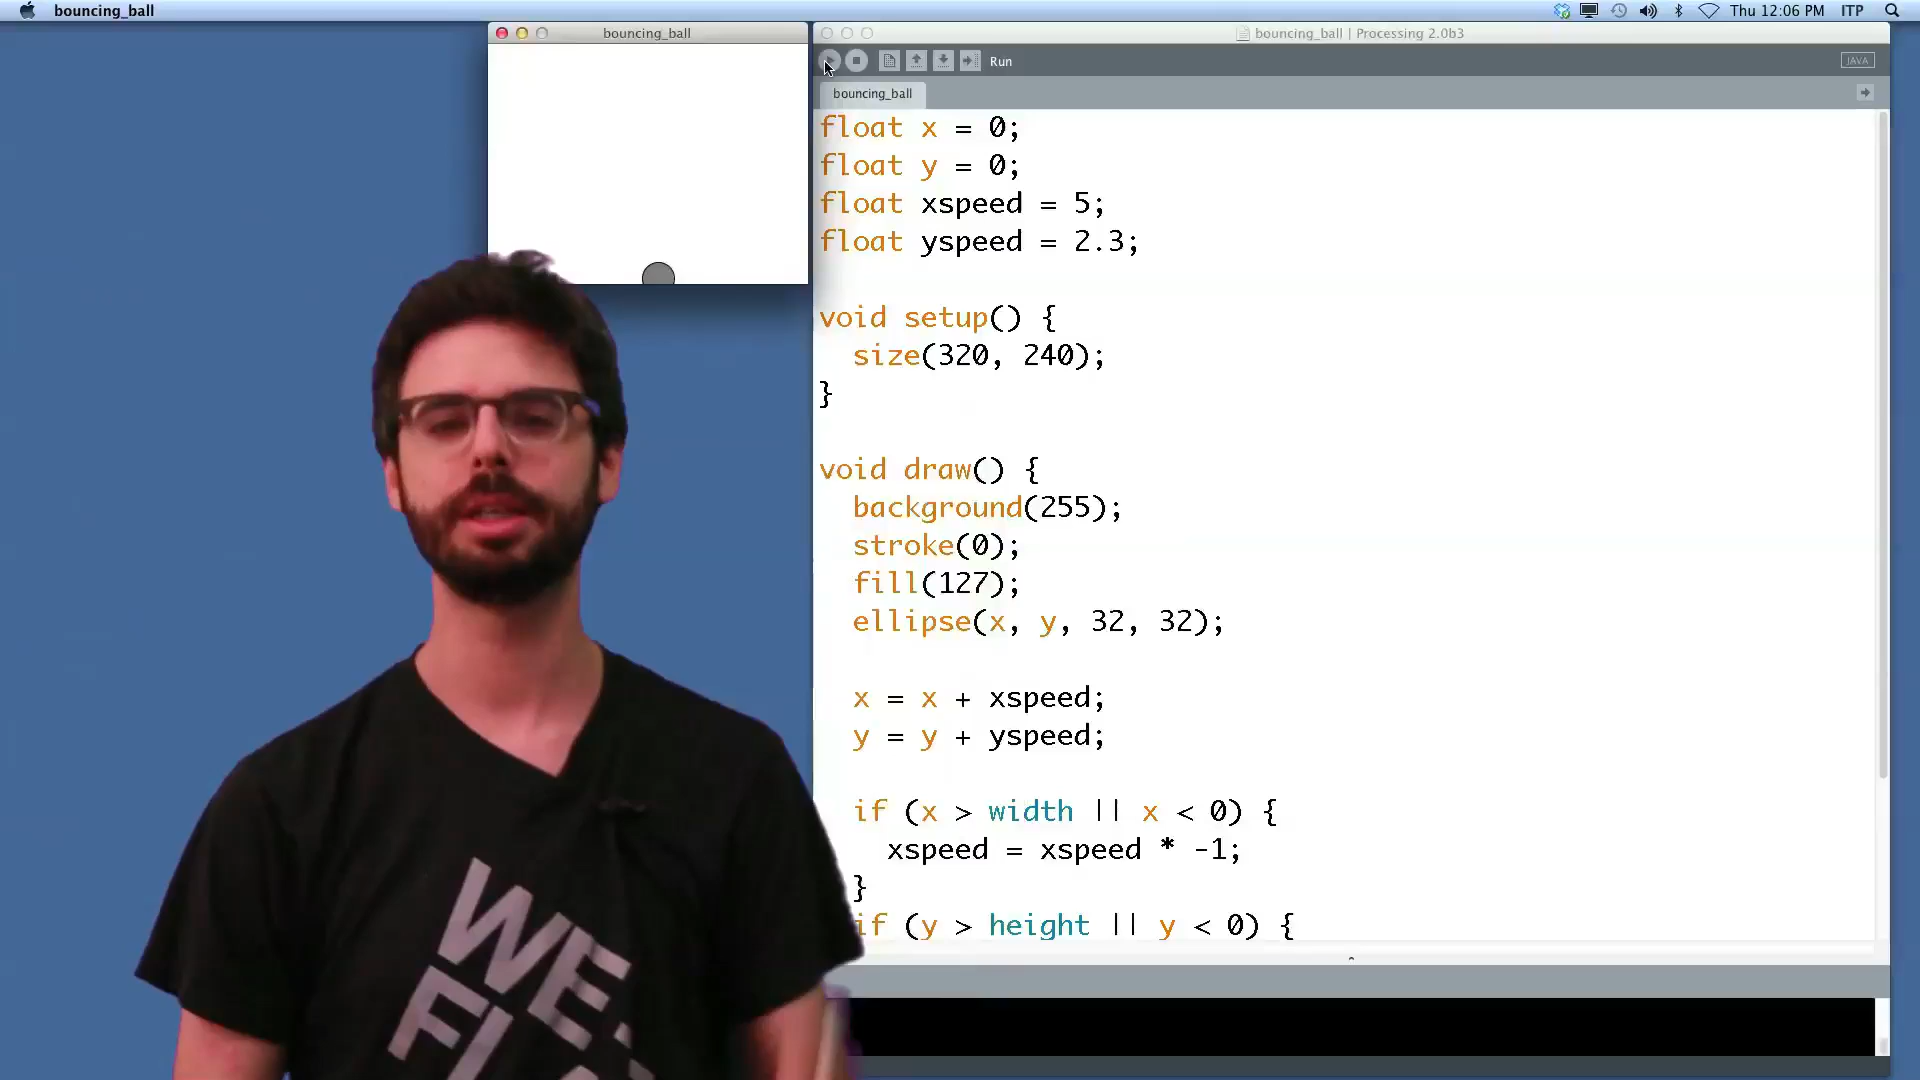 bouncing_ball
Thu 12:06 PM ITP
bouncing_ball
bouncing_ball | Processing 2.0b3
Run
JAVA
bouncing_ball
float x = 0;
float y = 0;
float xspeed = 5;
float yspeed = 2.3;
void setup() {
size(320, 240);
}
void draw() {
background(255);
stroke(0);
fill(127);
ellipse(x, y, 32, 32);
x = x + xspeed;
y = y + yspeed;
if (x > width || x < 0) {
xspeed = xspeed * -1;
}
if (y > height || y < 0) {
WE